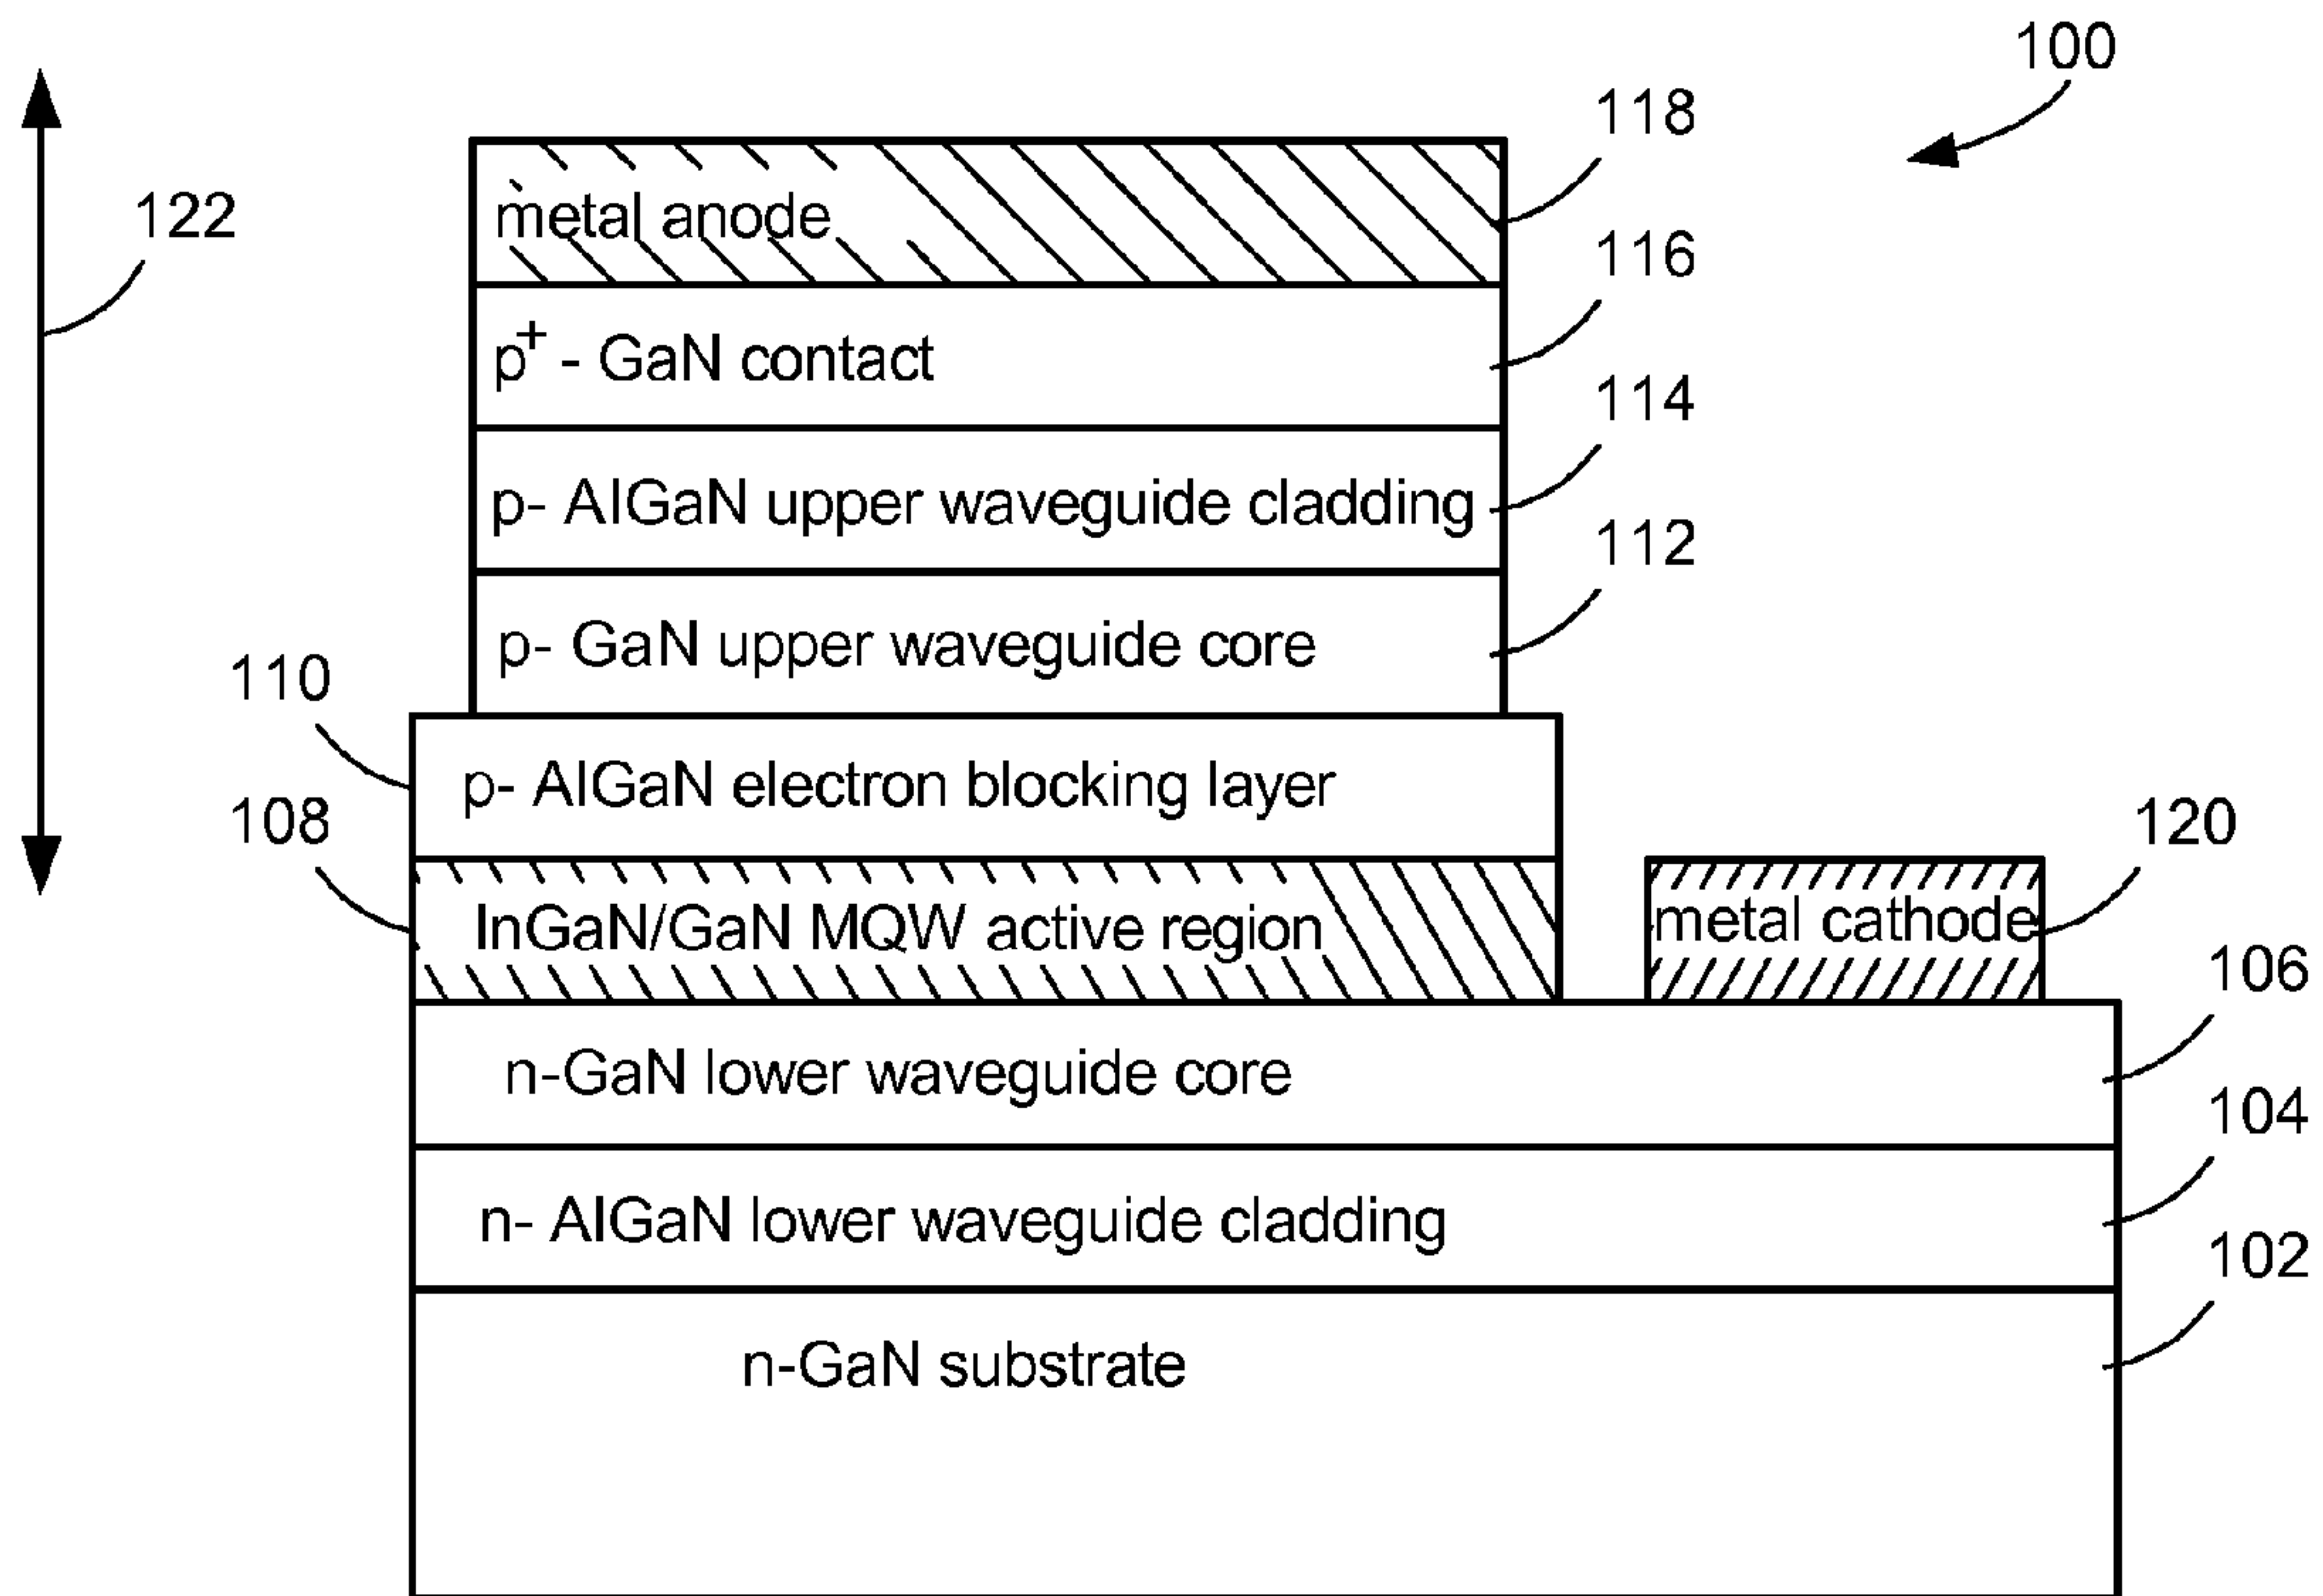 100
118
122
metal anode
116
p+ - GaN contact
114
p- AlGaN upper waveguide cladding
112
p- GaN upper waveguide core
110
p- AlGaN electron blocking layer
108
120
InGaN/GaN MQW active region
metal cathode
106
n-GaN lower waveguide core
104
n- AlGaN lower waveguide cladding
102
n-GaN substrate